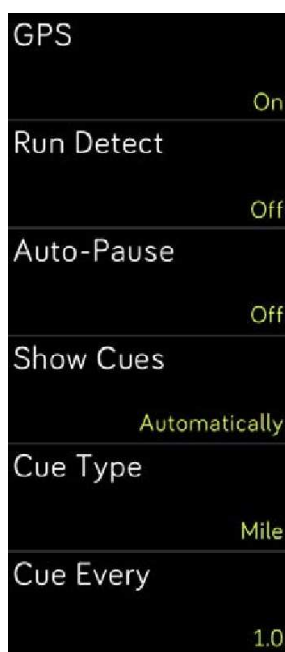 GPS
On
Run Detect
Off
Auto-Pause
Off
Show Cues
Automatically
Cue Type
Mile
Cue Every
1.0